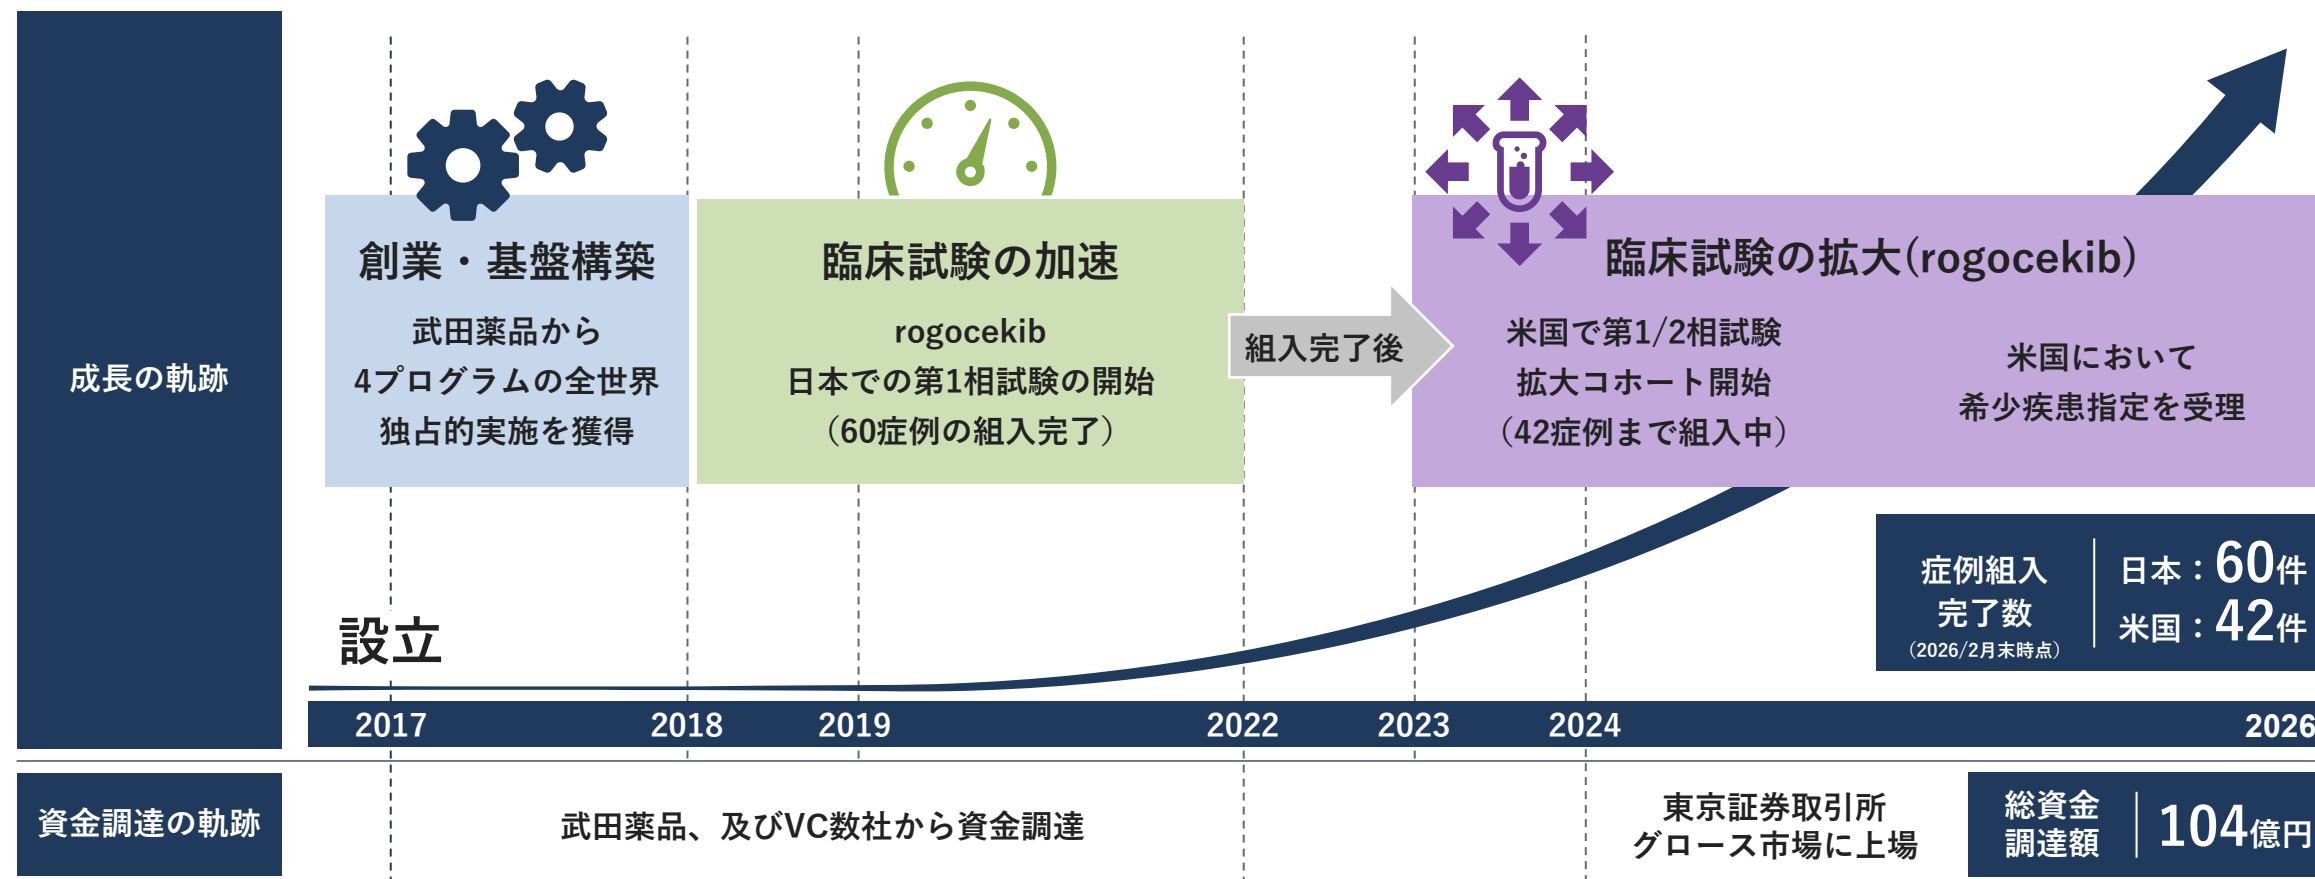 成長の軌跡
創業・基盤構築
武田薬品から
4プログラムの全世界
独占的実施を獲得
臨床試験の加速
rogocekib
日本での第1相試験の開始
（60症例の組入完了）
組入完了後
臨床試験の拡大(rogocekib)
米国で第1/2相試験
拡大コホート開始
（42症例まで組入中）
米国において
希少疾患指定を受理
症例組入
完了数
（2026/2月末時点）
日本：60件
米国：42件
設立
2017 2018 2019 2022 2023 2024 2026
資金調達の軌跡
武田薬品、及びVC数社から資金調達
東京証券取引所
グロース市場に上場
総資金
調達額
104億円